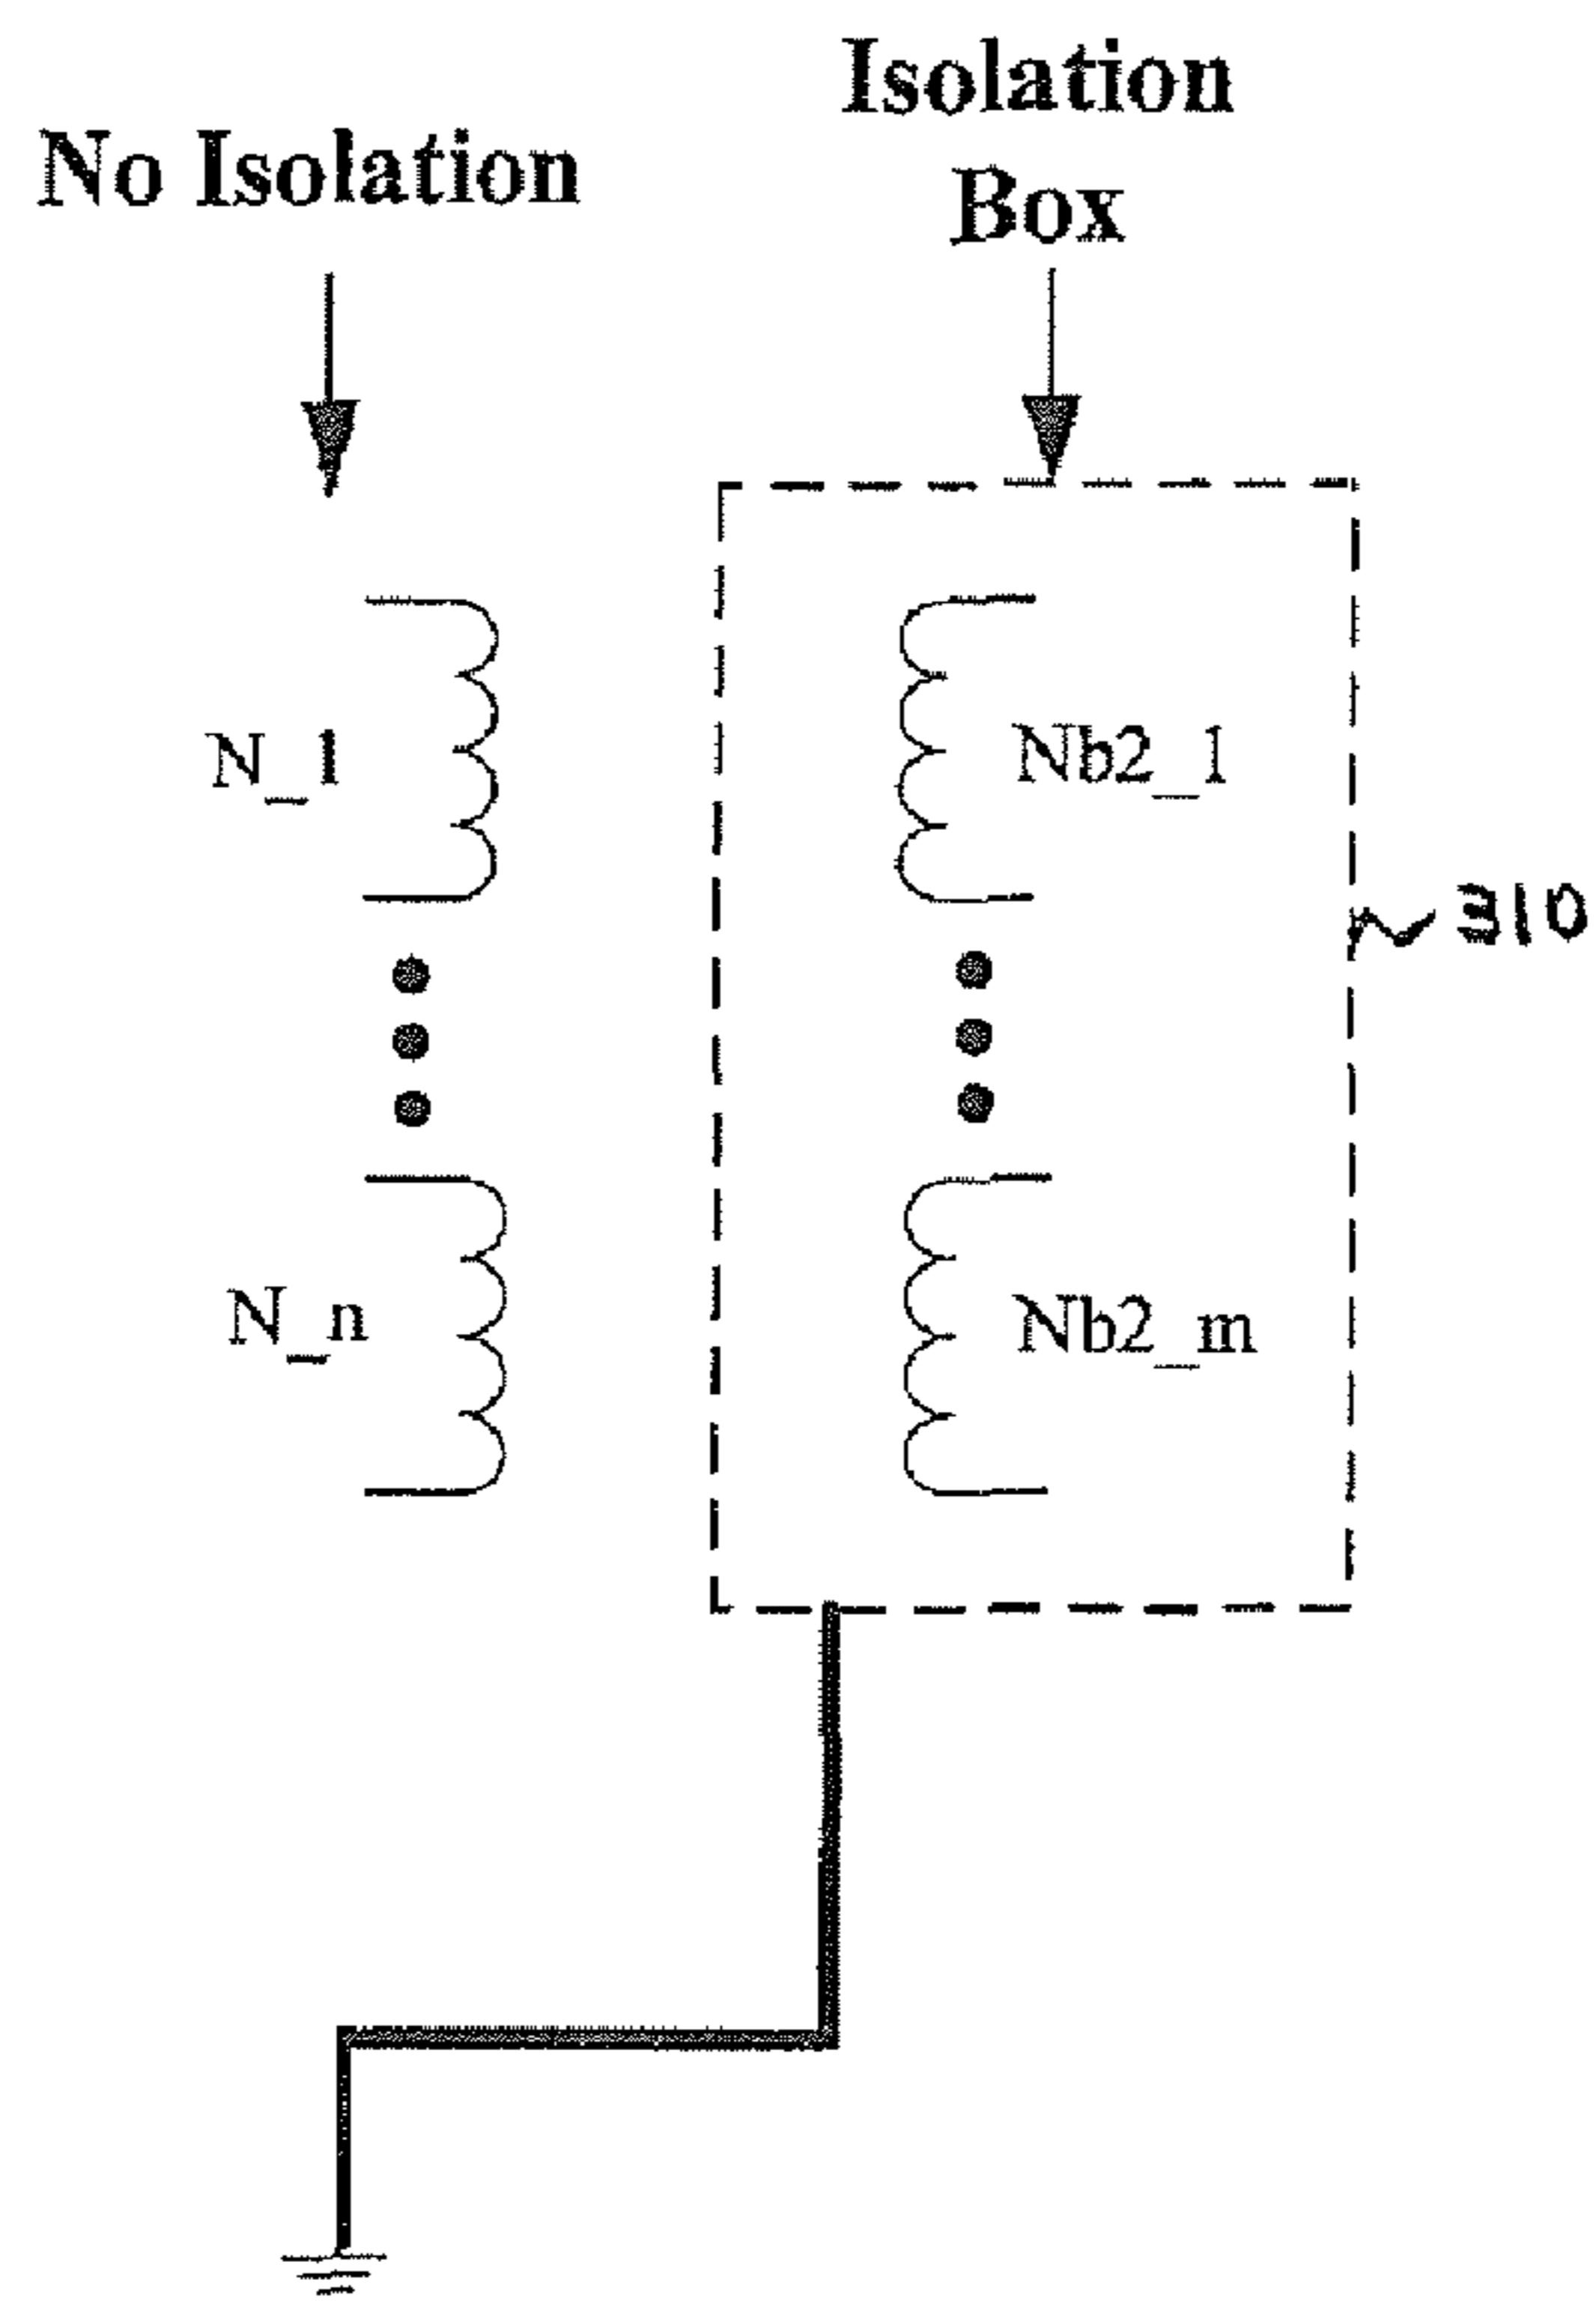 No Isolation
Isolation
Box
N_1
Nb2_1
310
N_n
Nb2_m